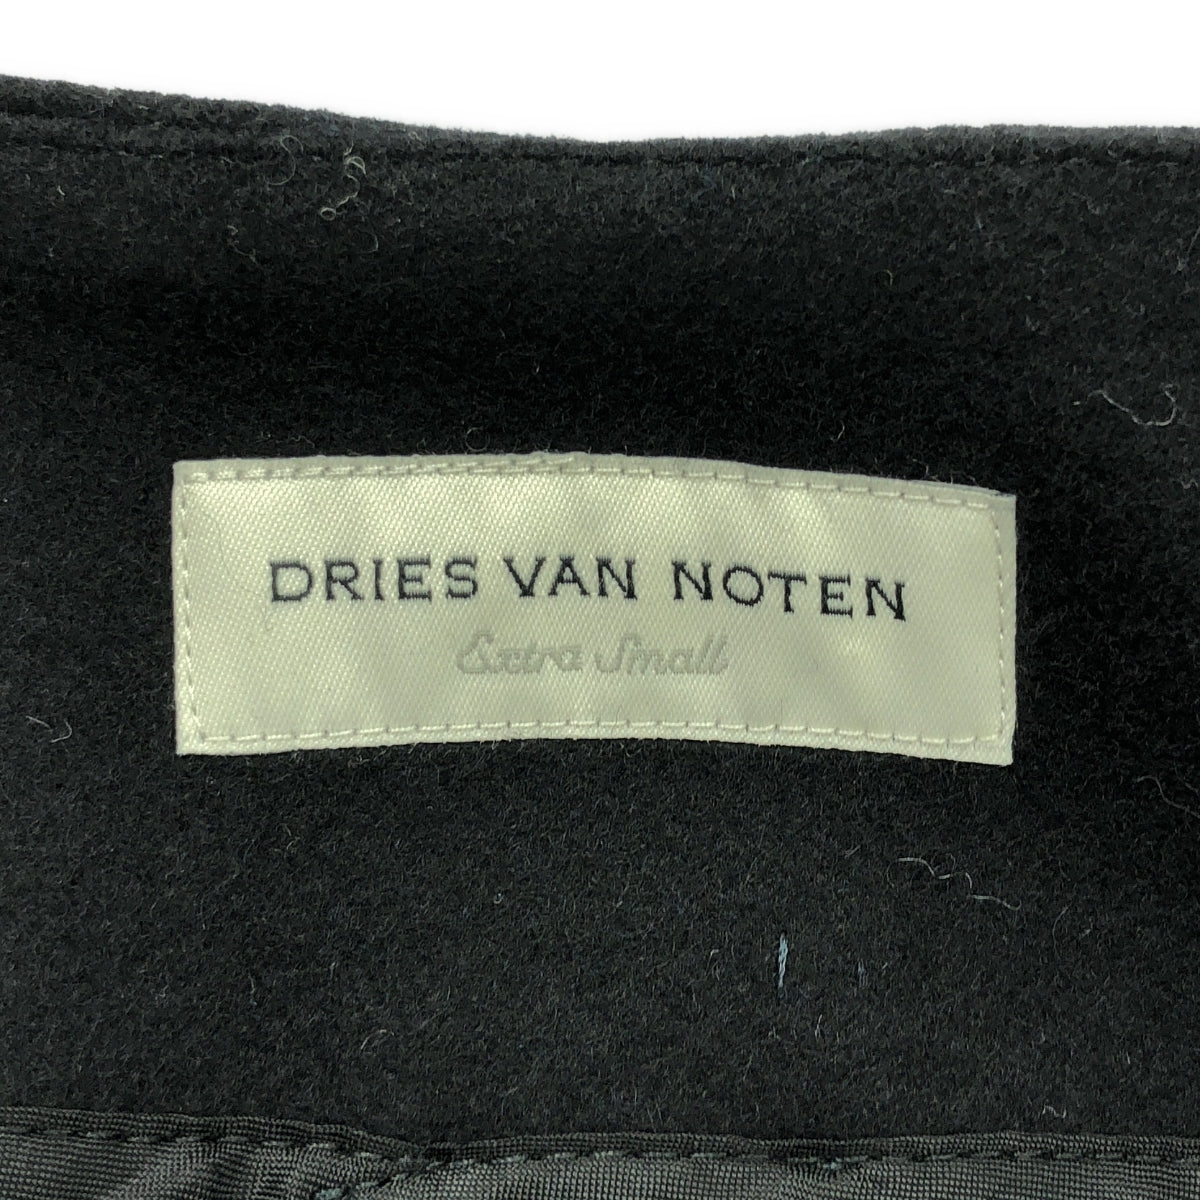 DRIES VAN NOTEN
Extra Small